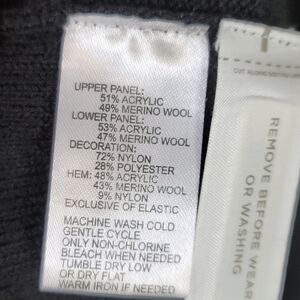 UPPER PANEL:
51% ACRYLIC
49% MERINO WOOL
LOWER PANEL:
53% ACRYLIC
47% MERINO WOOL
DECORATION:
72% NYLON
28% POLYESTER
HEM: 48% ACRYLIC
43% MERINO WOOL
9% NYLON
EXCLUSIVE OF ELASTIC
MACHINE WASH COLD
GENTLE CYCLE
ONLY NON-CHLORINE
BLEACH WHEN NEEDED
TUMBLE DRY LOW
OR DRY FLAT
WARM IRON IF NEEDED
CUT ALONG
REMOVE BEFORE WEAR
OR WASHING